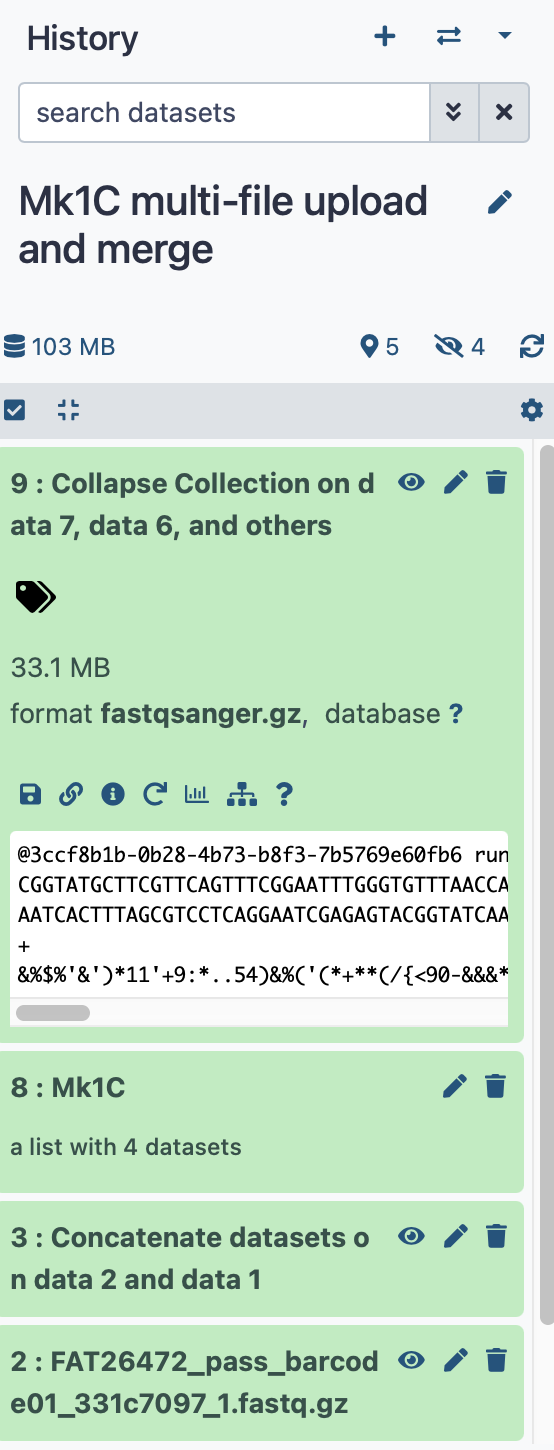 History
search datasets
Mk1C multi-file upload
and merge
103 MB
5
4
9 : Collapse Collection on d
ata 7, data 6, and others
33.1 MB
format fastqsanger.gz, database ?
?
@3ccf8b1b-0b28-4b73-b8f3-7b5769e60fb6 run
CGGTATGCTTCGTTCAGTTTCGGAATTTGGGTGTTTAACCA
AATCACTTTAGCGTCCTCAGGAATCGAGAGTACGGTATCAA
+
&%$%'&')*11'+9:*..54)&%('(*+**(/{<90-&&&*
8 : Mk1C
a list with 4 datasets
3 : Concatenate datasets o
n data 2 and data 1
2 : FAT26472_pass_barcod
e01_331c7097_1.fastq.gz